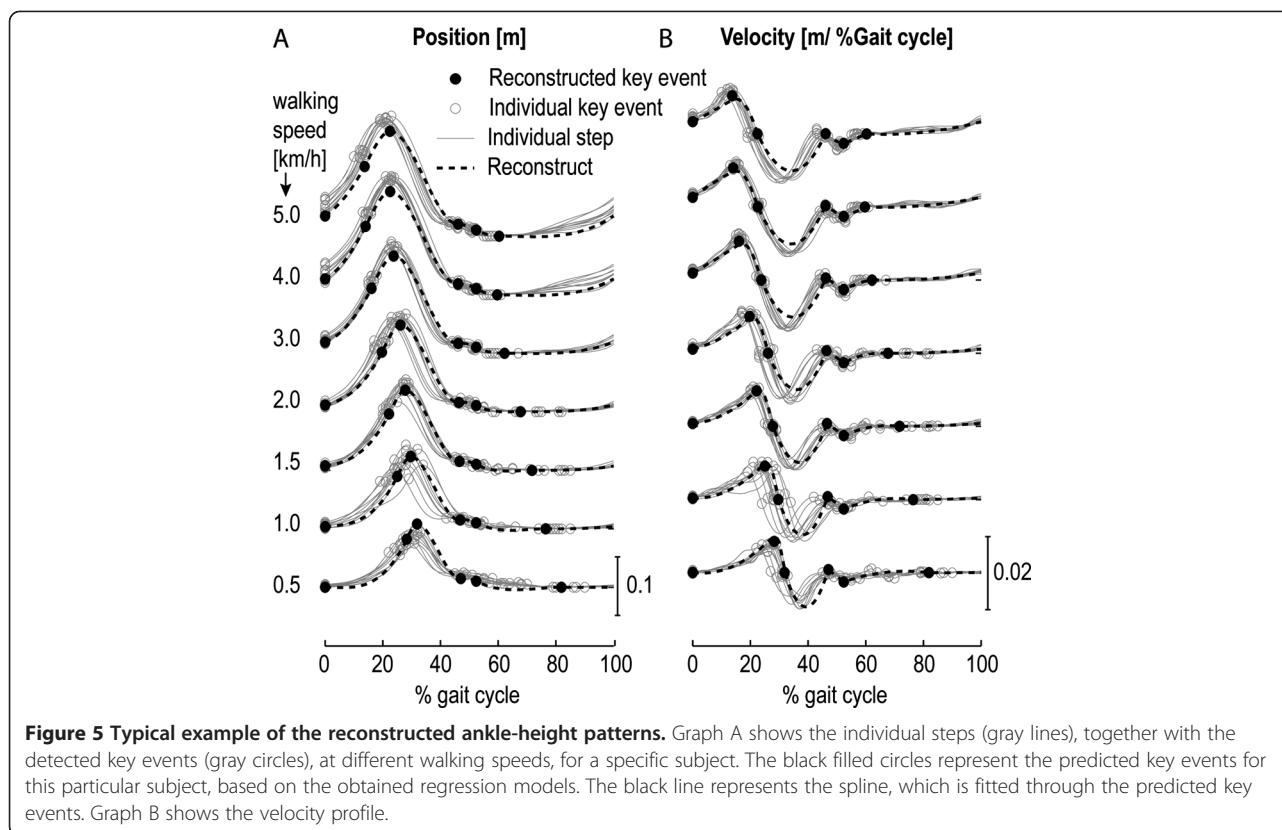 A Position [m]
B Velocity [m/ %Gait cycle]
Reconstructed key event
Individual key event
Individual step
Reconstruct
walking
speed
[km/h]
5.0
4.0
3.0
2.0
1.5
1.0
0.5
0.1
0.02
0 20 40 60 80 100
0 20 40 60 80 100
% gait cycle
% gait cycle
Figure 5 Typical example of the reconstructed ankle-height patterns. Graph A shows the individual steps (gray lines), together with the
detected key events (gray circles), at different walking speeds, for a specific subject. The black filled circles represent the predicted key events for
this particular subject, based on the obtained regression models. The black line represents the spline, which is fitted through the predicted key
events. Graph B shows the velocity profile.